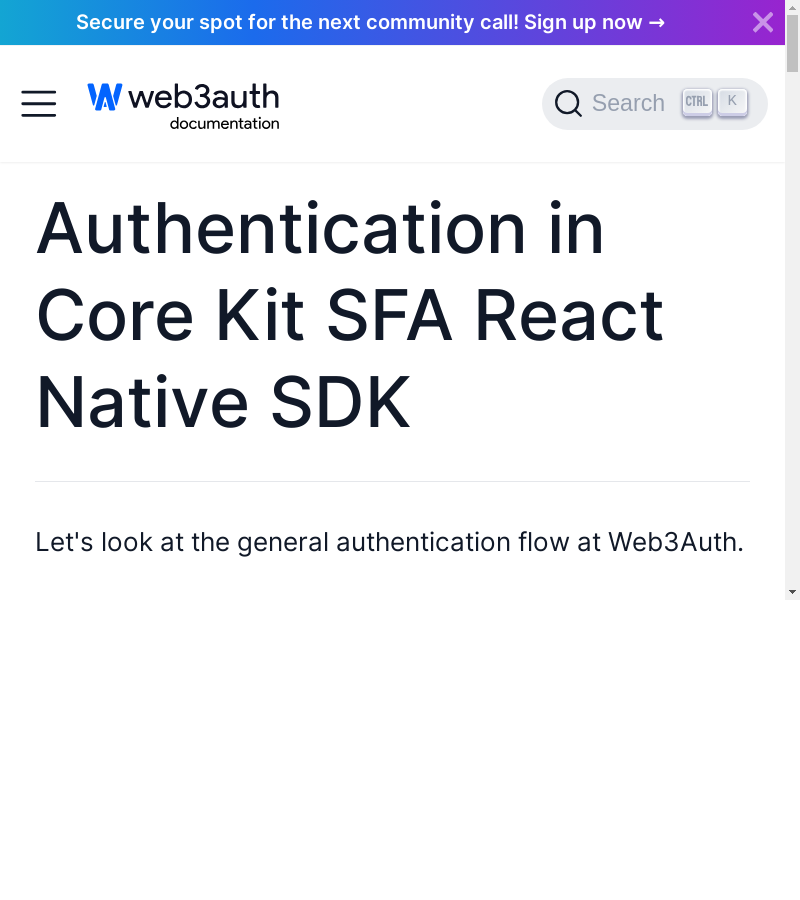 Secure your spot for the next community call! Sign up now →
web3auth
documentation
Search CTRL K
Authentication in
Core Kit SFA React
Native SDK
Let's look at the general authentication flow at Web3Auth.